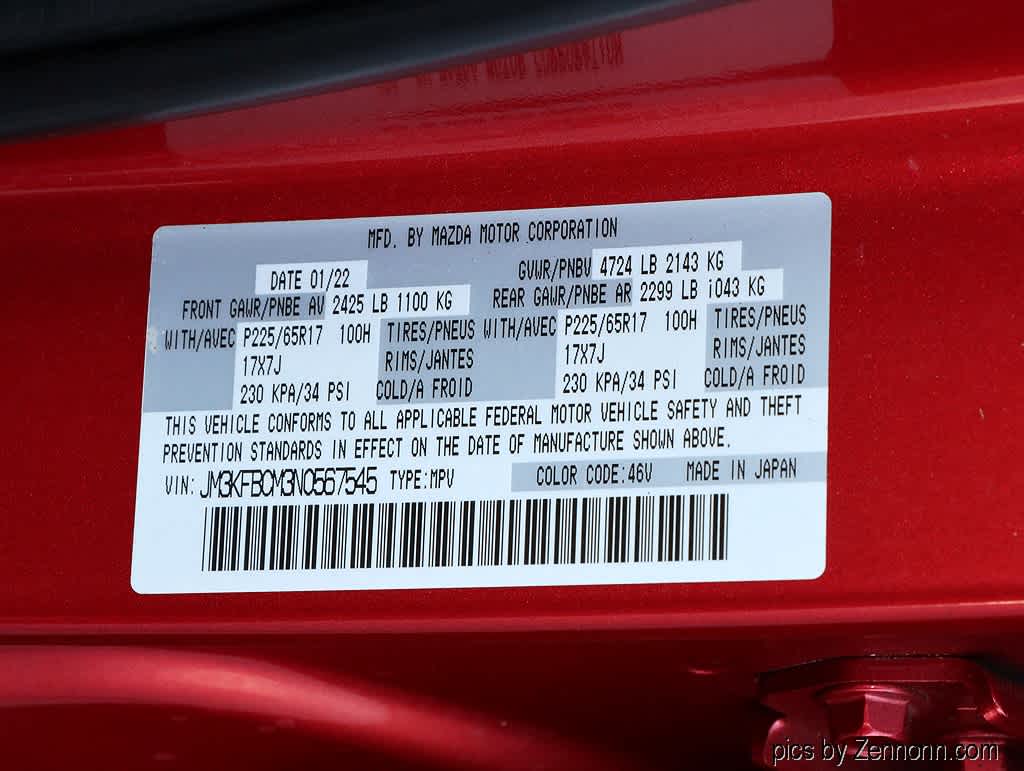 MFD. BY MAZDA MOTOR CORPORATION
DATE 01/22 GVWR/PNBV 4724 LB 2143 KG
FRONT GAWR/PNBE AV 2425 LB 1100 KG REAR GAWR/PNBE AR 2299 LB 1043 KG
WITH/AVEC P225/65R17 100H TIRES/PNEUS WITH/AVEC P225/65R17 100H TIRES/PNEUS
17X7J RIMS/JANTES 17X7J RIMS/JANTES
230 KPA/34 PSI COLD/A FROID 230 KPA/34 PSI COLD/A FROID
THIS VEHICLE CONFORMS TO ALL APPLICABLE FEDERAL MOTOR VEHICLE SAFETY AND THEFT
PREVENTION STANDARDS IN EFFECT ON THE DATE OF MANUFACTURE SHOWN ABOVE.
VIN: JM3KFBCM3N0567545 TYPE:MPV COLOR CODE:46V MADE IN JAPAN
pics by Zennonn.com